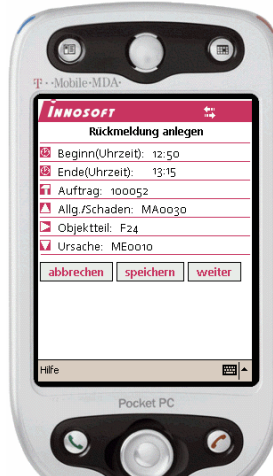 T··Mobile·MDA·
INNOSOFT
Rückmeldung anlegen
Beginn(Uhrzeit): 12:50
Ende(Uhrzeit): 13:15
Auftrag: 100052
Allg./Schaden: MA0030
Objektteil: F24
Ursache: ME0010
abbrechen speichern weiter
Hilfe
Pocket PC